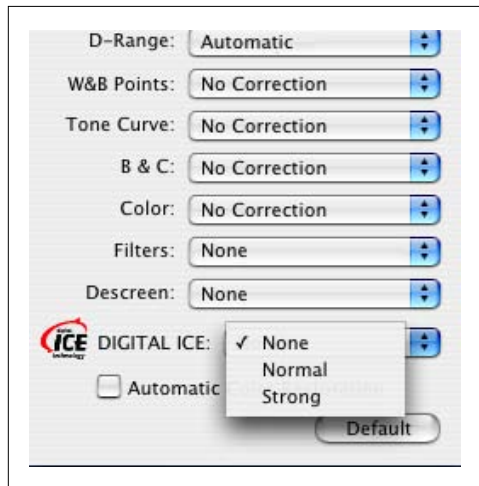 D-Range: Automatic
W&B Points: No Correction
Tone Curve: No Correction
B & C: No Correction
Color: No Correction
Filters: None
Descreen: None
ICE
technology
DIGITAL ICE: ✓ None
Normal
Strong
Automatic
Default